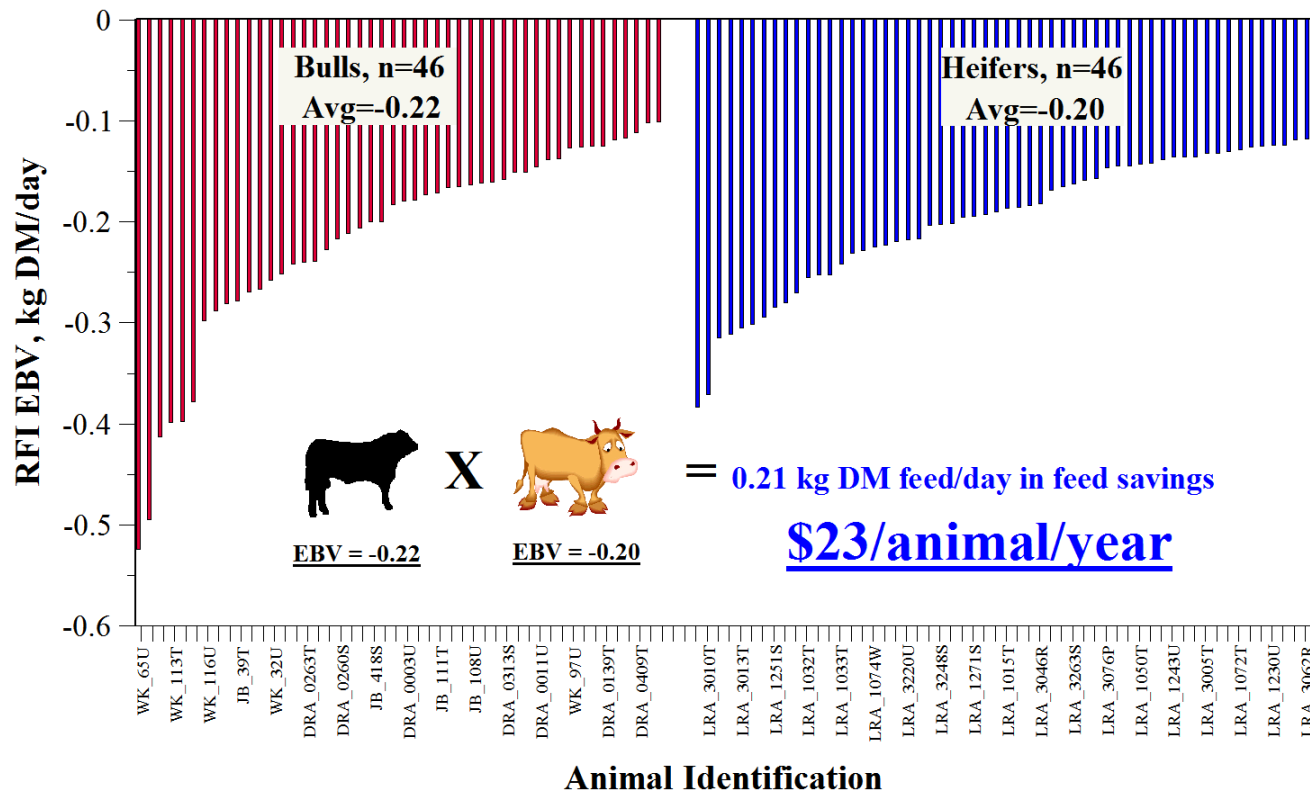 0
-0.1
-0.2
-0.3
-0.4
-0.5
-0.6
RFI EBV, kg DM/day
Bulls, n=46
Avg=-0.22
Heifers, n=46
Avg=-0.20
X
= 0.21 kg DM feed/day in feed savings
EBV = -0.22
EBV = -0.20
$23/animal/year
WK_65U
WK_113T
WK_116U
JB_39T
WK_32U
DRA_0263T
DRA_0260S
JB_418S
DRA_0003U
JB_111T
JB_108U
DRA_0313S
DRA_0011U
WK_97U
DRA_0139T
DRA_0409T
LRA_3010T
LRA_3013T
LRA_1251S
LRA_1032T
LRA_1033T
LRA_1074W
LRA_3220U
LRA_3248S
LRA_1271S
LRA_1015T
LRA_3046R
LRA_3263S
LRA_3076P
LRA_1050T
LRA_1243U
LRA_3005T
LRA_1072T
LRA_1230U
LRA_3062R
Animal Identification